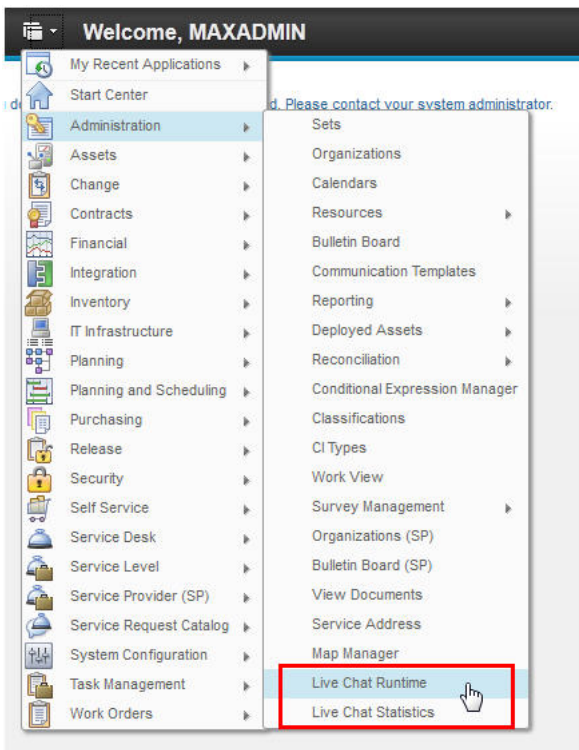 Welcome, MAXADMIN
My Recent Applications
Start Center
d. Please contact your system administrator.
Administration
Assets
Change
Contracts
Financial
Integration
Inventory
IT Infrastructure
Planning
Planning and Scheduling
Purchasing
Release
Security
Self Service
Service Desk
Service Level
Service Provider (SP)
Service Request Catalog
System Configuration
Task Management
Work Orders
Sets
Organizations
Calendars
Resources
Bulletin Board
Communication Templates
Reporting
Deployed Assets
Reconciliation
Conditional Expression Manager
Classifications
CI Types
Work View
Survey Management
Organizations (SP)
Bulletin Board (SP)
View Documents
Service Address
Map Manager
Live Chat Runtime
Live Chat Statistics